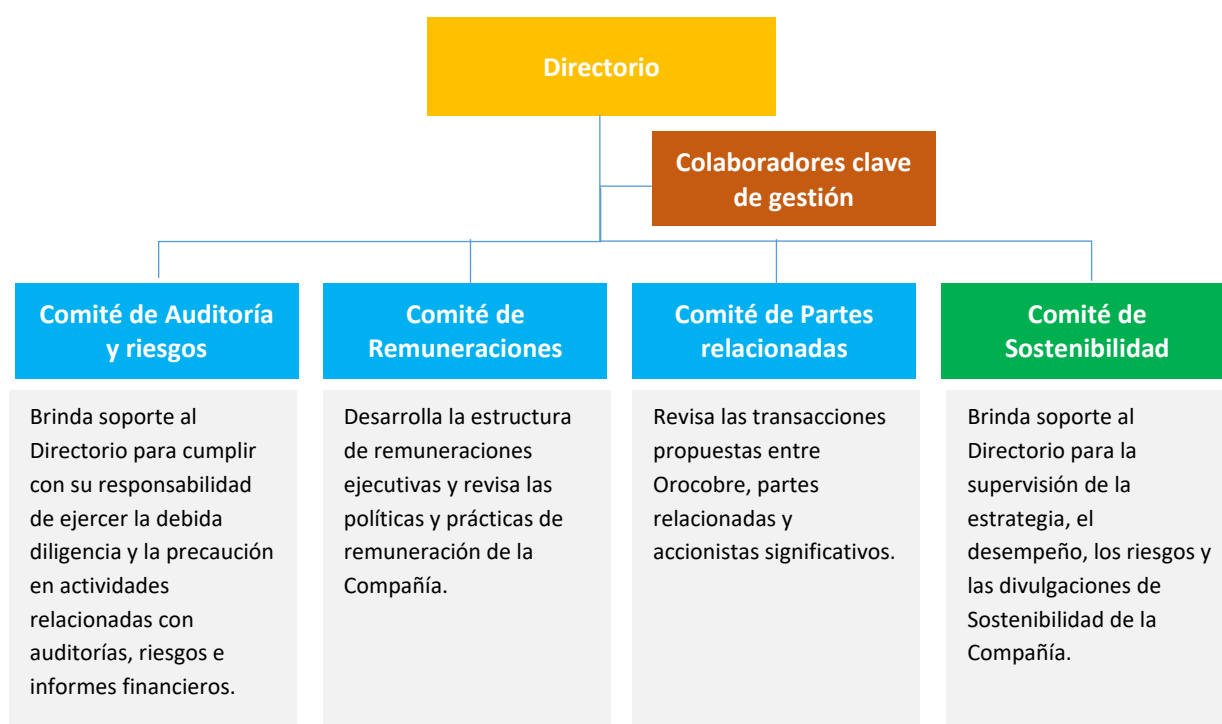 Directorio
Colaboradores clave
de gestión
Comité de Auditoría
y riesgos
Brinda soporte al
Directorio para cumplir
con su responsabilidad
de ejercer la debida
diligencia y la precaución
en actividades
relacionadas con
auditorías, riesgos e
informes financieros.
Comité de
Remuneraciones
Desarrolla la estructura
de remuneraciones
ejecutivas y revisa las
políticas y prácticas de
remuneración de la
Compañía.
Comité de Partes
relacionadas
Revisa las transacciones
propuestas entre
Orocobre, partes
relacionadas y
accionistas significativos.
Comité de
Sostenibilidad
Brinda soporte al
Directorio para la
supervisión de la
estrategia, el
desempeño, los riesgos y
las divulgaciones de
Sostenibilidad de la
Compañía.